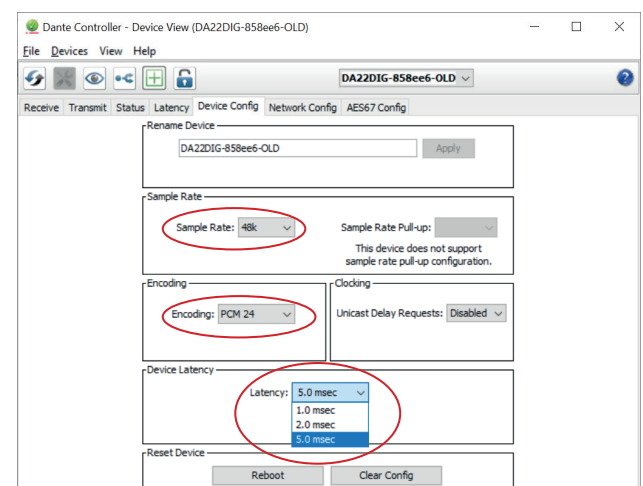 Dante Controller - Device View (DA22DIG-858ee6-OLD)
File Devices View Help
DA22DIG-858ee6-OLD
?
Receive Transmit Status Latency Device Config Network Config AES67 Config
Rename Device
DA22DIG-858ee6-OLD Apply
Sample Rate
Sample Rate: 48k Sample Rate Pull-up:
This device does not support
sample rate pull-up configuration.
Encoding Clocking
Encoding: PCM 24 Unicast Delay Requests: Disabled
Device Latency
Latency: 5.0 msec
1.0 msec
2.0 msec
5.0 msec
Reset Device
Reboot Clear Config